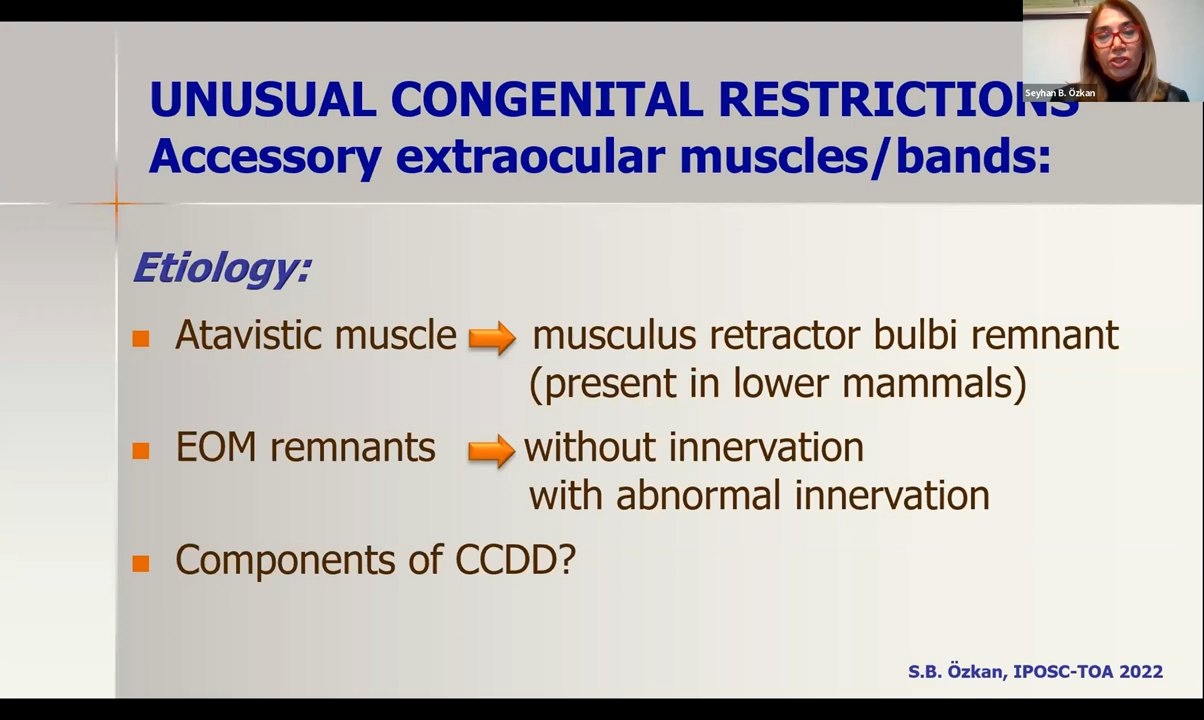 UNUSUAL CONGENITAL RESTRICTIONS
Accessory extraocular muscles/bands:
Seyhan B. Özkan
Etiology:
Atavistic muscle musculus retractor bulbi remnant
(present in lower mammals)
EOM remnants without innervation
with abnormal innervation
Components of CCDD?
S.B. Özkan, IPOSC-TOA 2022